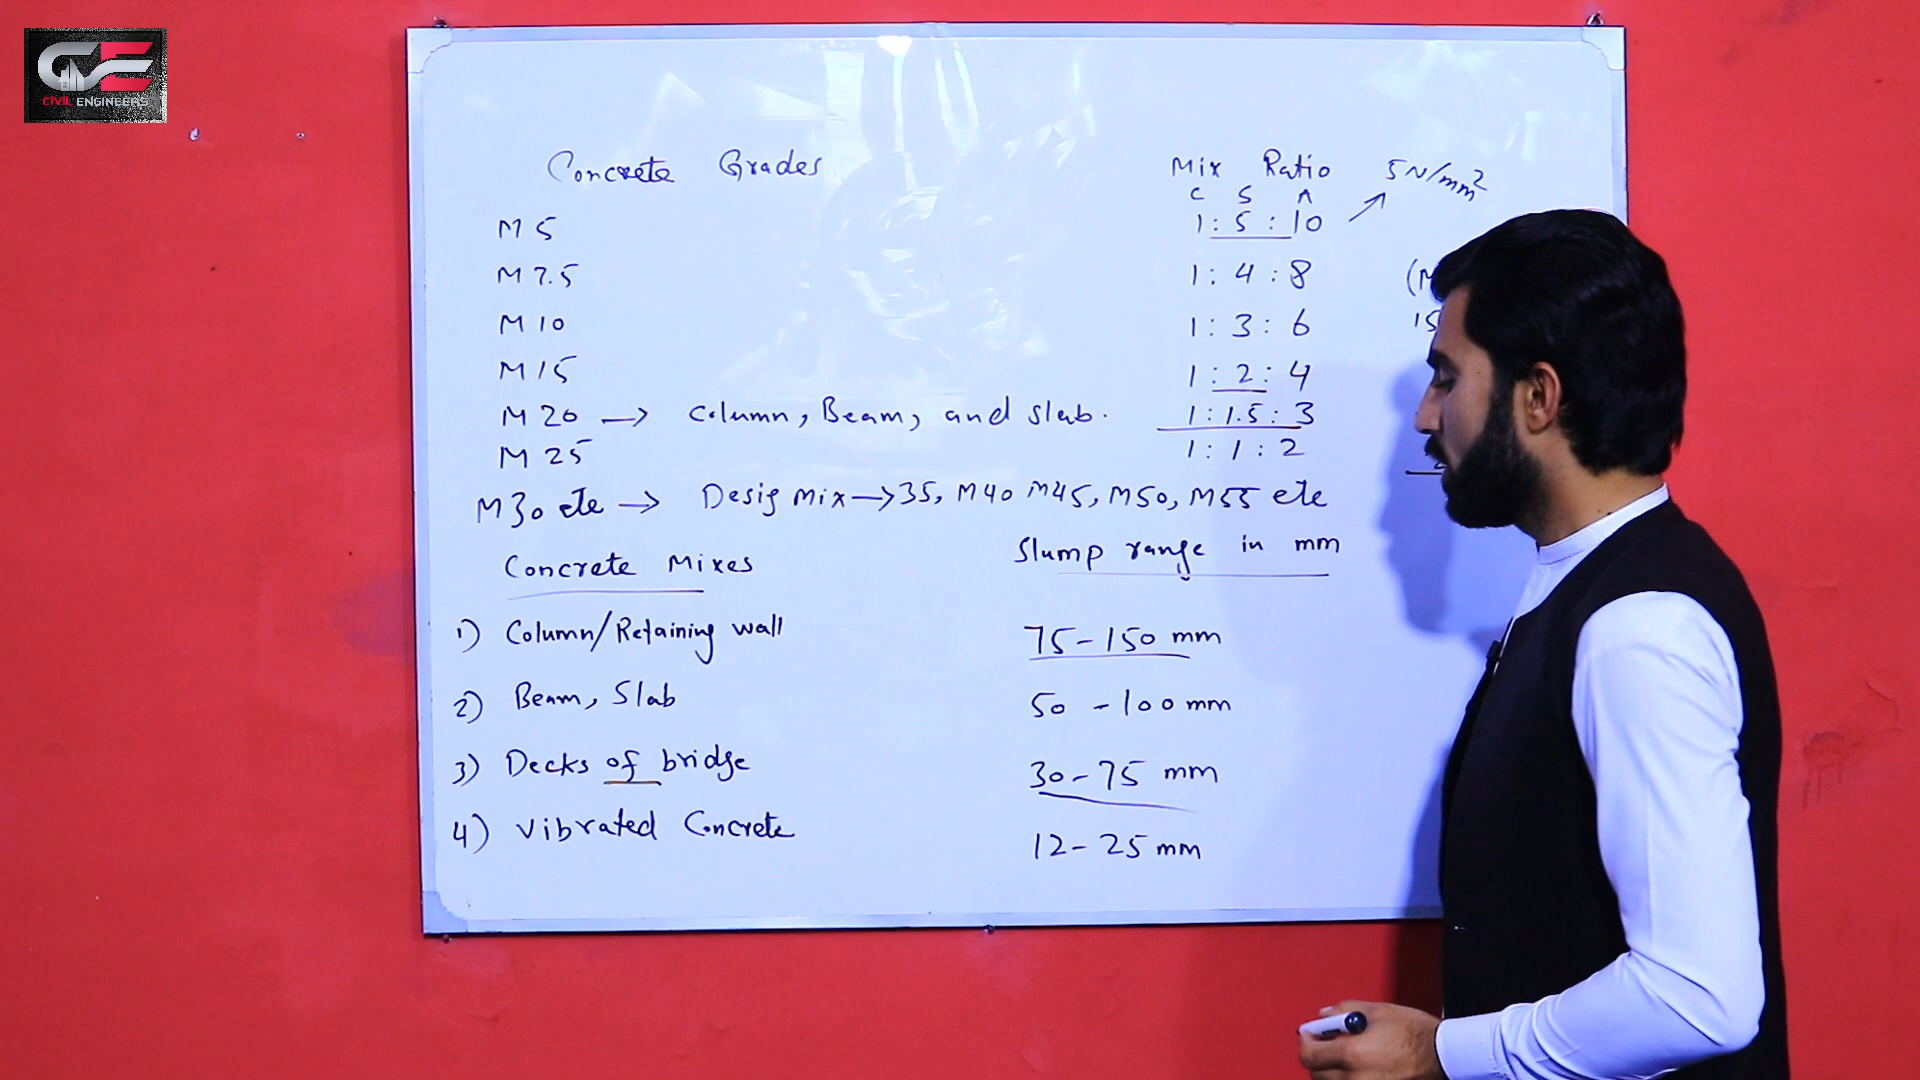 CIVIL ENGINEERS
Concrete Grades Mix Ratio 5 N/mm²
C S A
M 5 1 : 5 : 10
M 7.5 1 : 4 : 8 (M
M 10 1 : 3 : 6 15
M 15 1 : 2 : 4
M 20 → Column, Beam, and Slab. 1 : 1.5 : 3
M 25 1 : 1 : 2
M30 etc → Desig mix → 35, M40 M45, M50, M55 etc
Concrete Mixes Slump range in mm
1) Column/Retaining wall 75 - 150 mm
2) Beam, Slab 50 - 100 mm
3) Decks of bridge 30 - 75 mm
4) Vibrated Concrete 12 - 25 mm